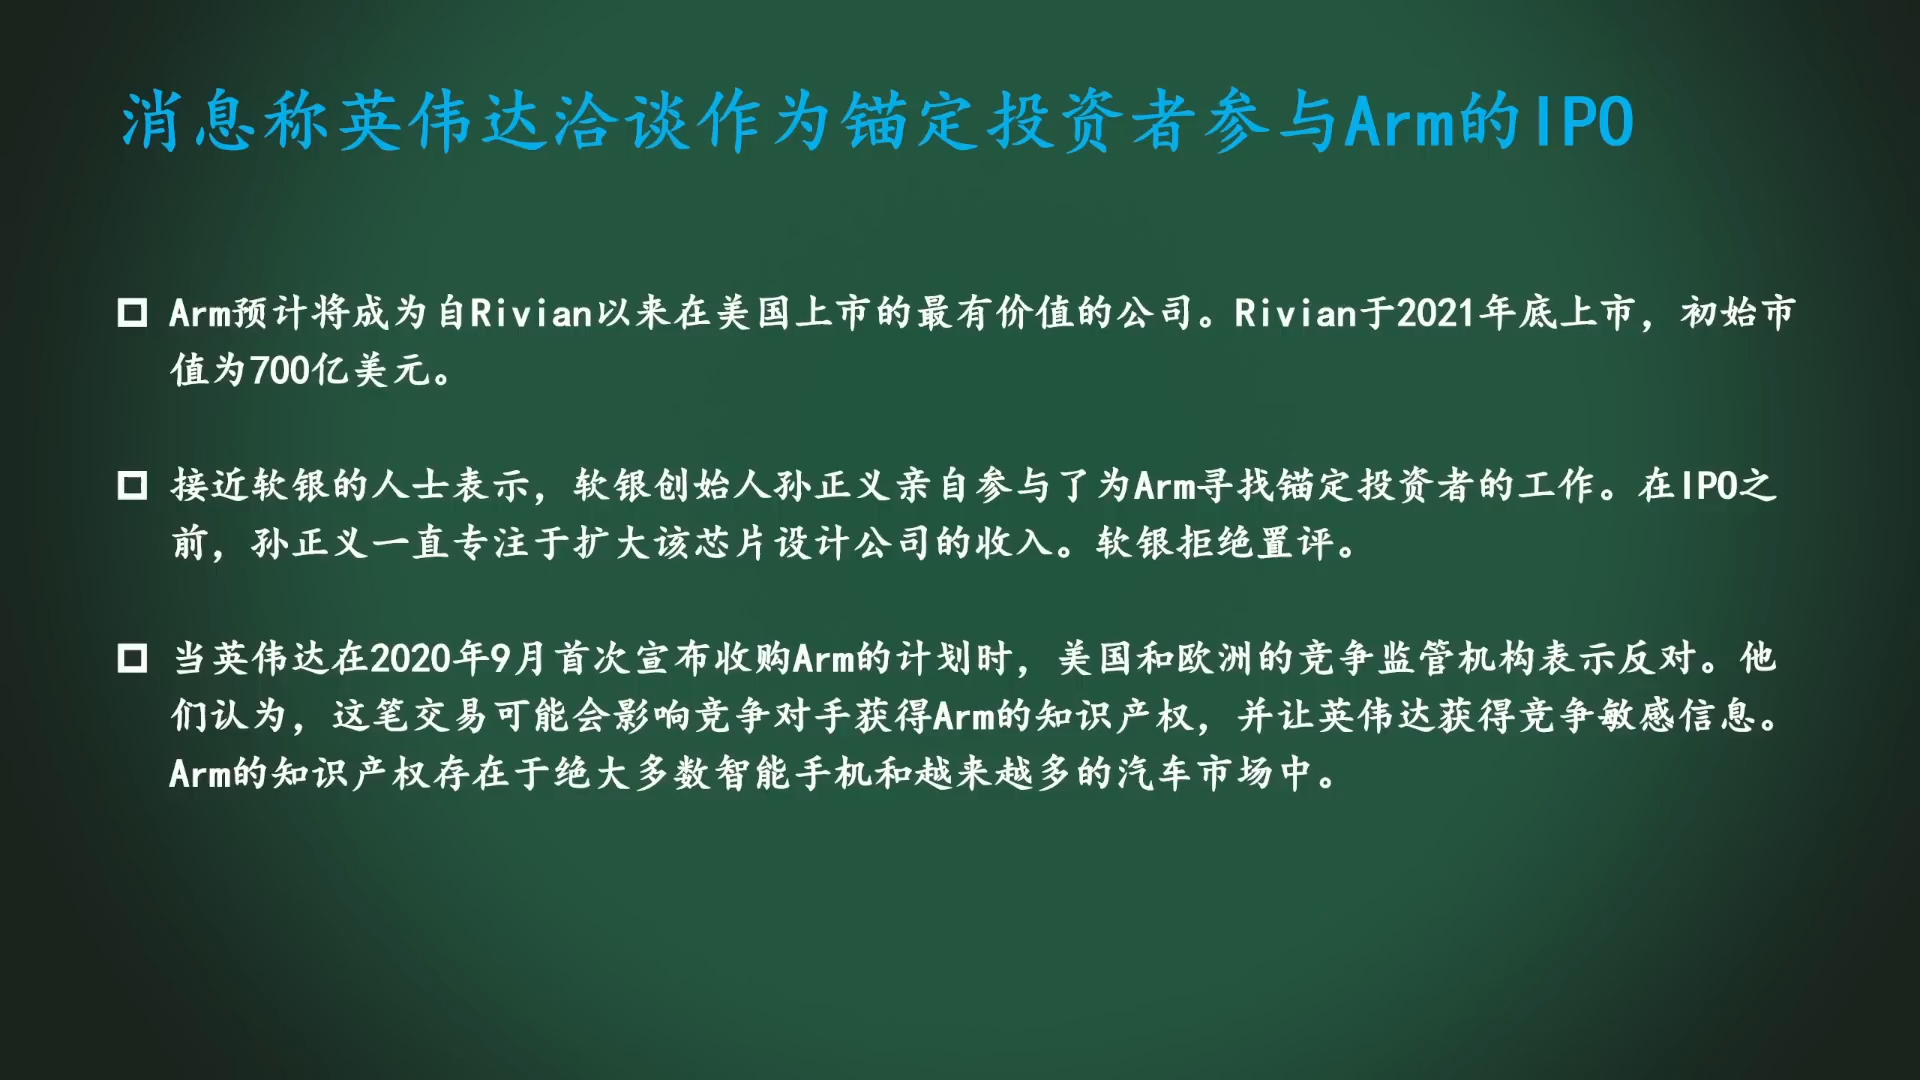 消息称英伟达洽谈作为锚定投资者参与Arm的IPO
Arm预计将成为自Rivian以来在美国上市的最有价值的公司。Rivian于2021年底上市，初始市
值为700亿美元。
接近软银的人士表示，软银创始人孙正义亲自参与了为Arm寻找锚定投资者的工作。在IPO之
前，孙正义一直专注于扩大该芯片设计公司的收入。软银拒绝置评。
当英伟达在2020年9月首次宣布收购Arm的计划时，美国和欧洲的竞争监管机构表示反对。他
们认为，这笔交易可能会影响竞争对手获得Arm的知识产权，并让英伟达获得竞争敏感信息。
Arm的知识产权存在于绝大多数智能手机和越来越多的汽车市场中。